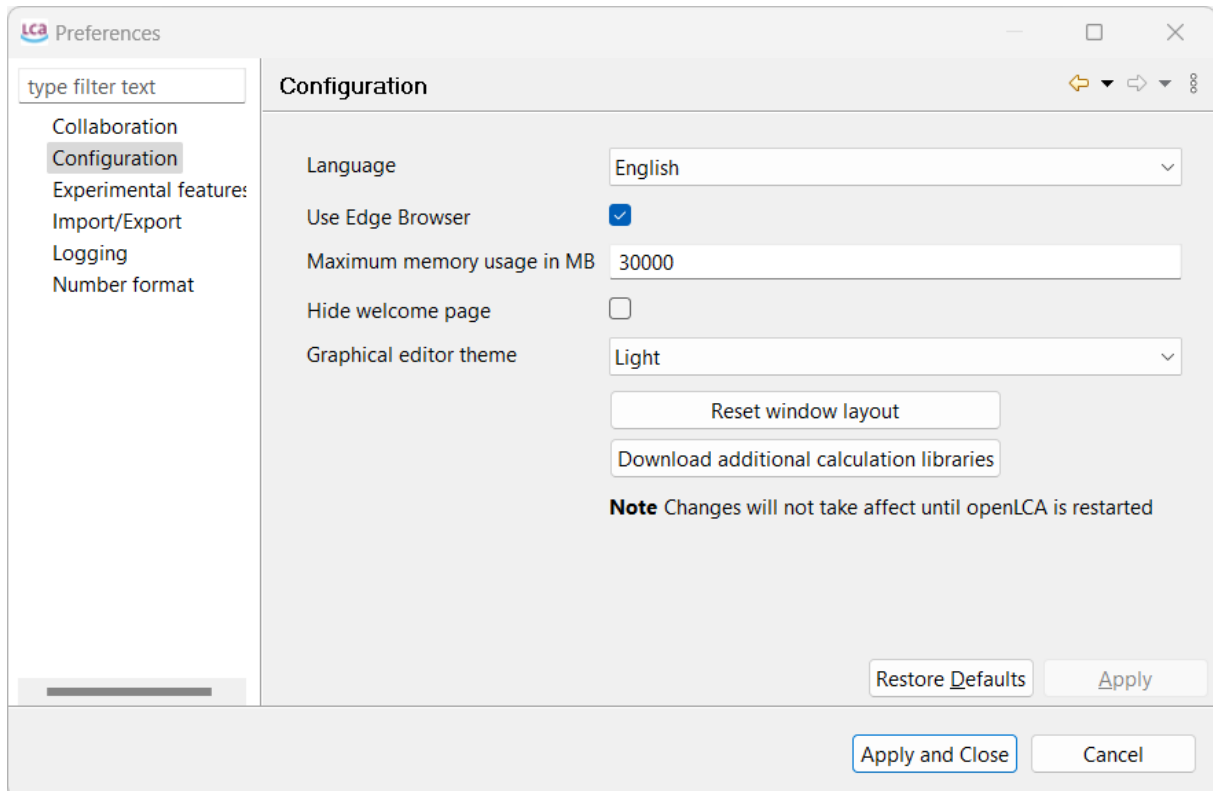 LCa Preferences
type filter text
Collaboration
Configuration
Experimental features
Import/Export
Logging
Number format
Configuration
Language English
Use Edge Browser
Maximum memory usage in MB 30000
Hide welcome page
Graphical editor theme Light
Reset window layout
Download additional calculation libraries
Note Changes will not take affect until openLCA is restarted
Restore Defaults Apply
Apply and Close Cancel